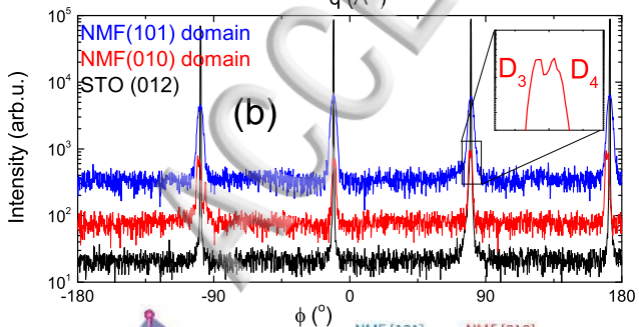 NMF(101) domain
NMF(010) domain
STO (012)
(b)
D3 D4
Intensity (arb.u.)
10^5
10^4
10^3
10^2
10^1
-180 -90 0 90 180
ϕ (°)
ACCE